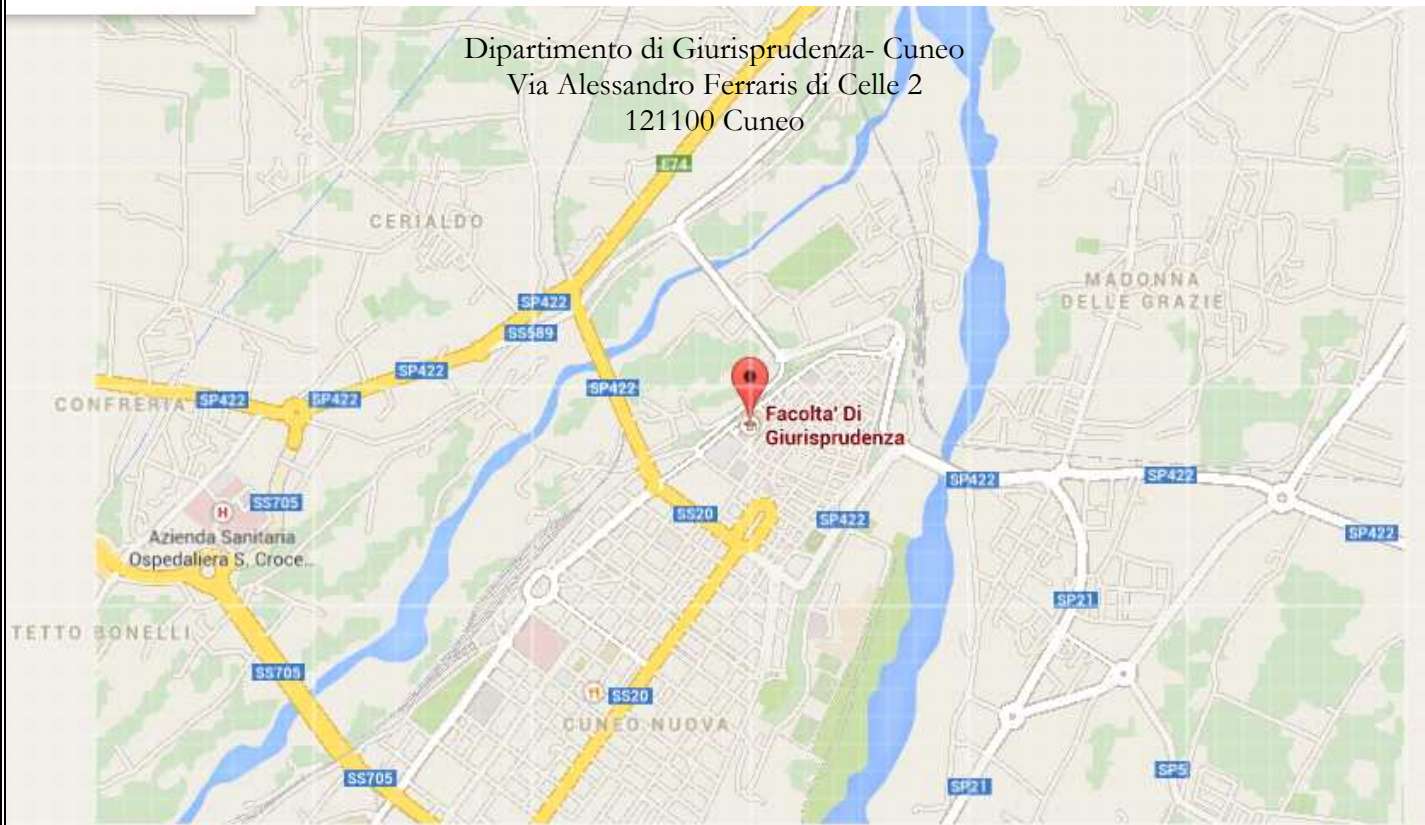 Dipartimento di Giurisprudenza- Cuneo
Via Alessandro Ferraris di Celle 2
121100 Cuneo
E74
CERIALDO
MADONNA
DELLE GRAZIE
SP422
SS589
SP422
SP422
CONFRERIA
SP422
SP422
Facolta' Di
Giurisprudenza
SP422
SP422
SS705
H
SS20
SP422
SP422
Azienda Sanitaria
Ospedaliera S. Croce...
SP21
TETTO BONELLI
SS705
H
SS20
CUNEO NUOVA
SS705
SP5
SP21